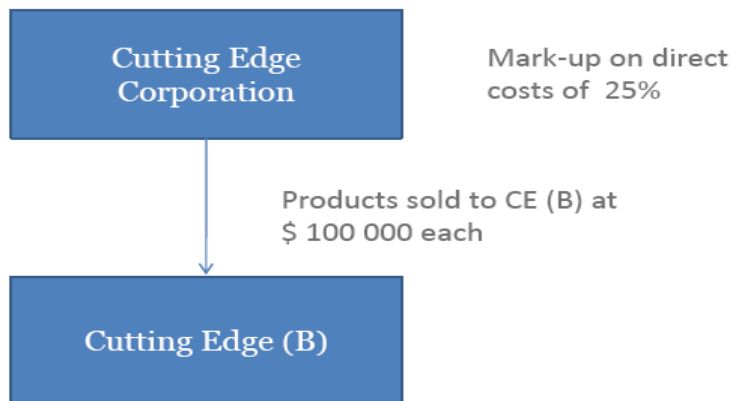 Cutting Edge
Corporation
Mark-up on direct
costs of 25%
Products sold to CE (B) at
$ 100 000 each
Cutting Edge (B)